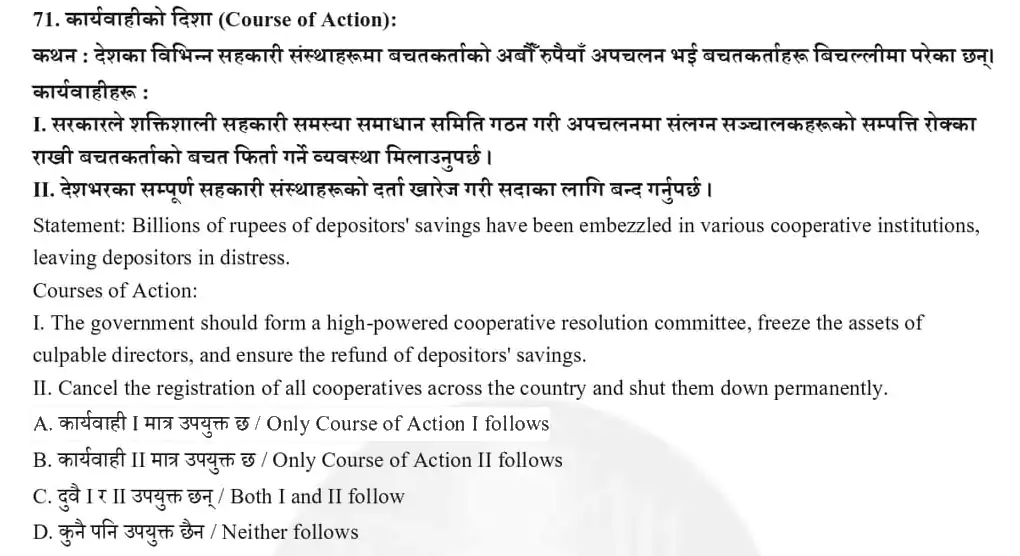 71. कार्यवाहीको दिशा (Course of Action):
कथन : देशका विभिन्न सहकारी संस्थाहरूमा बचतकर्ताको अर्बौँ रुपैयाँ अपचलन भई बचतकर्ताहरू बिचल्लीमा परेका छन्।
कार्यवाहीहरू :
I. सरकारले शक्तिशाली सहकारी समस्या समाधान समिति गठन गरी अपचलनमा संलग्न सञ्चालकहरूको सम्पत्ति रोक्का
राखी बचतकर्ताको बचत फिर्ता गर्ने व्यवस्था मिलाउनुपर्छ ।
II. देशभरका सम्पूर्ण सहकारी संस्थाहरूको दर्ता खारेज गरी सदाका लागि बन्द गर्नुपर्छ ।
Statement: Billions of rupees of depositors' savings have been embezzled in various cooperative institutions,
leaving depositors in distress.
Courses of Action:
I. The government should form a high-powered cooperative resolution committee, freeze the assets of
culpable directors, and ensure the refund of depositors' savings.
II. Cancel the registration of all cooperatives across the country and shut them down permanently.
A. कार्यवाही I मात्र उपयुक्त छ / Only Course of Action I follows
B. कार्यवाही II मात्र उपयुक्त छ / Only Course of Action II follows
C. दुवै I र II उपयुक्त छन् / Both I and II follow
D. कुनै पनि उपयुक्त छैन / Neither follows